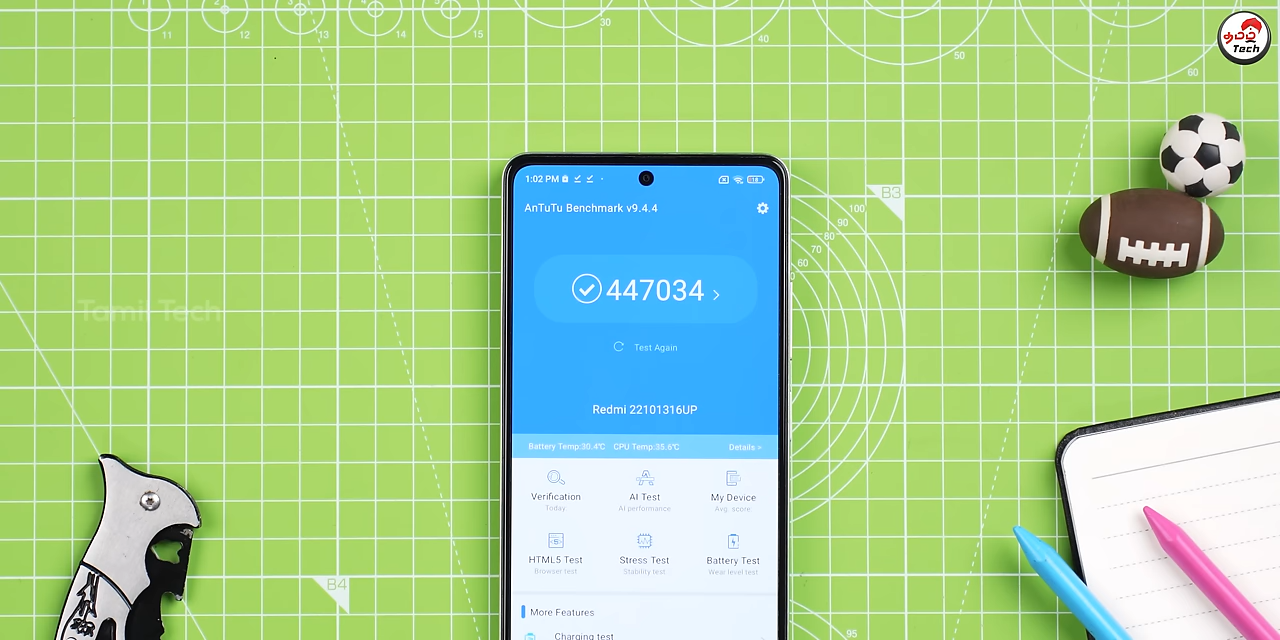 11
12
13
14
15
30
40
50
60
தமிழ்
Tech
B3
100
90
80
70
60
1:02 PM
18
AnTuTu Benchmark v9.4.4
447034
Tamil Tech
Test Again
Redmi 22101316UP
Battery Temp:30.4℃ CPU Temp:35.6℃ Details >
Verification
Today
AI Test
AI performance
My Device
Avg. score:
HTML5 Test
Browser test
Stress Test
Stability test
Battery Test
Wear level test
B4
More Features
Charging test
95